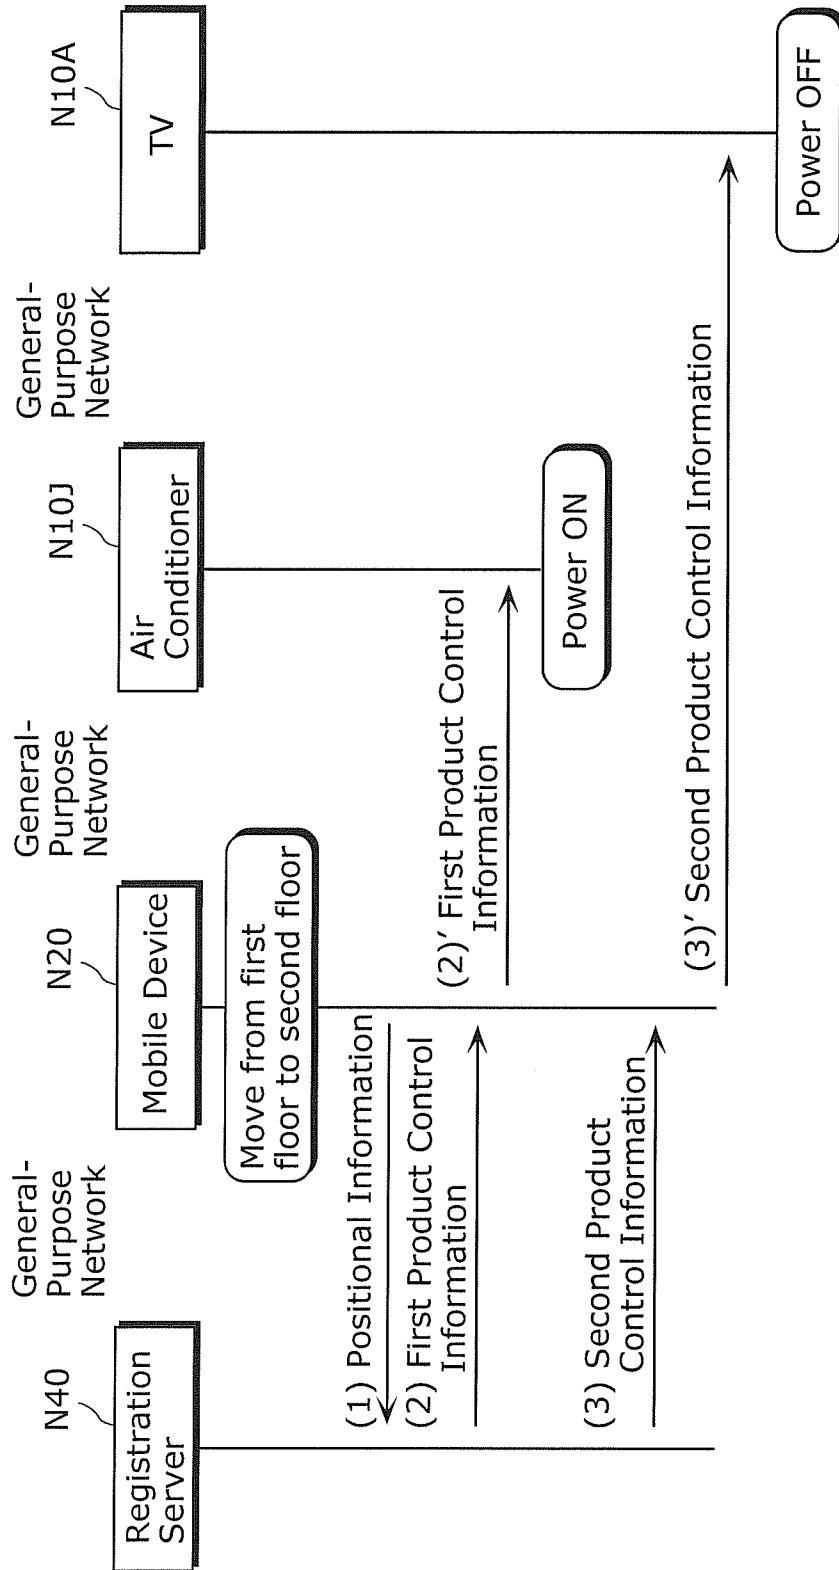 N40
Registration
Server
General-
Purpose
Network
N20
Mobile Device
General-
Purpose
Network
N10J
Air
Conditioner
General-
Purpose
Network
N10A
TV
Move from first
floor to second floor
(1) Positional Information
(2) First Product Control
Information
(2)' First Product Control
Information
Power ON
(3) Second Product
Control Information
(3)' Second Product Control Information
Power OFF